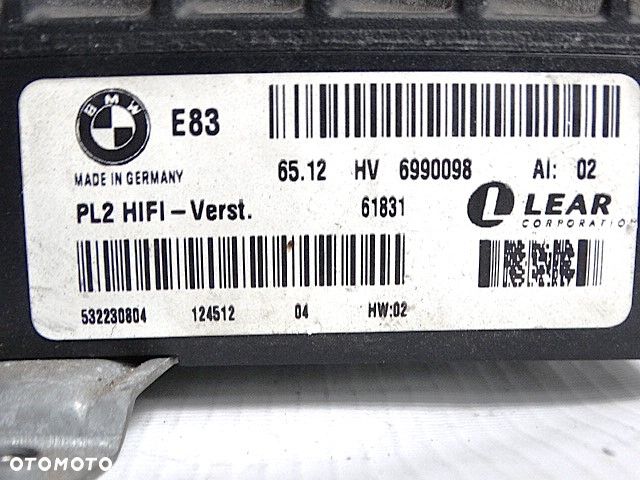 BMW
E83
MADE IN GERMANY
65.12 HV 6990098 AI: 02
PL2 HIFI-Verst. 61831
LEAR
CORPORATION
532230804 124512 04 HW:02
OTOMOTO